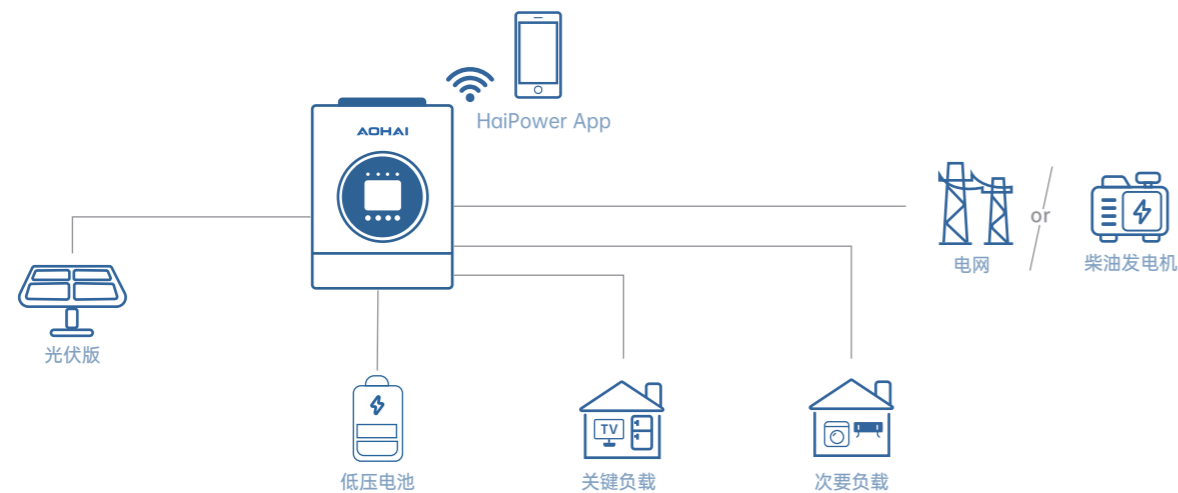 HaiPower App
AOHAI
or
电网
柴油发电机
光伏版
TV
低压电池
关键负载
次要负载